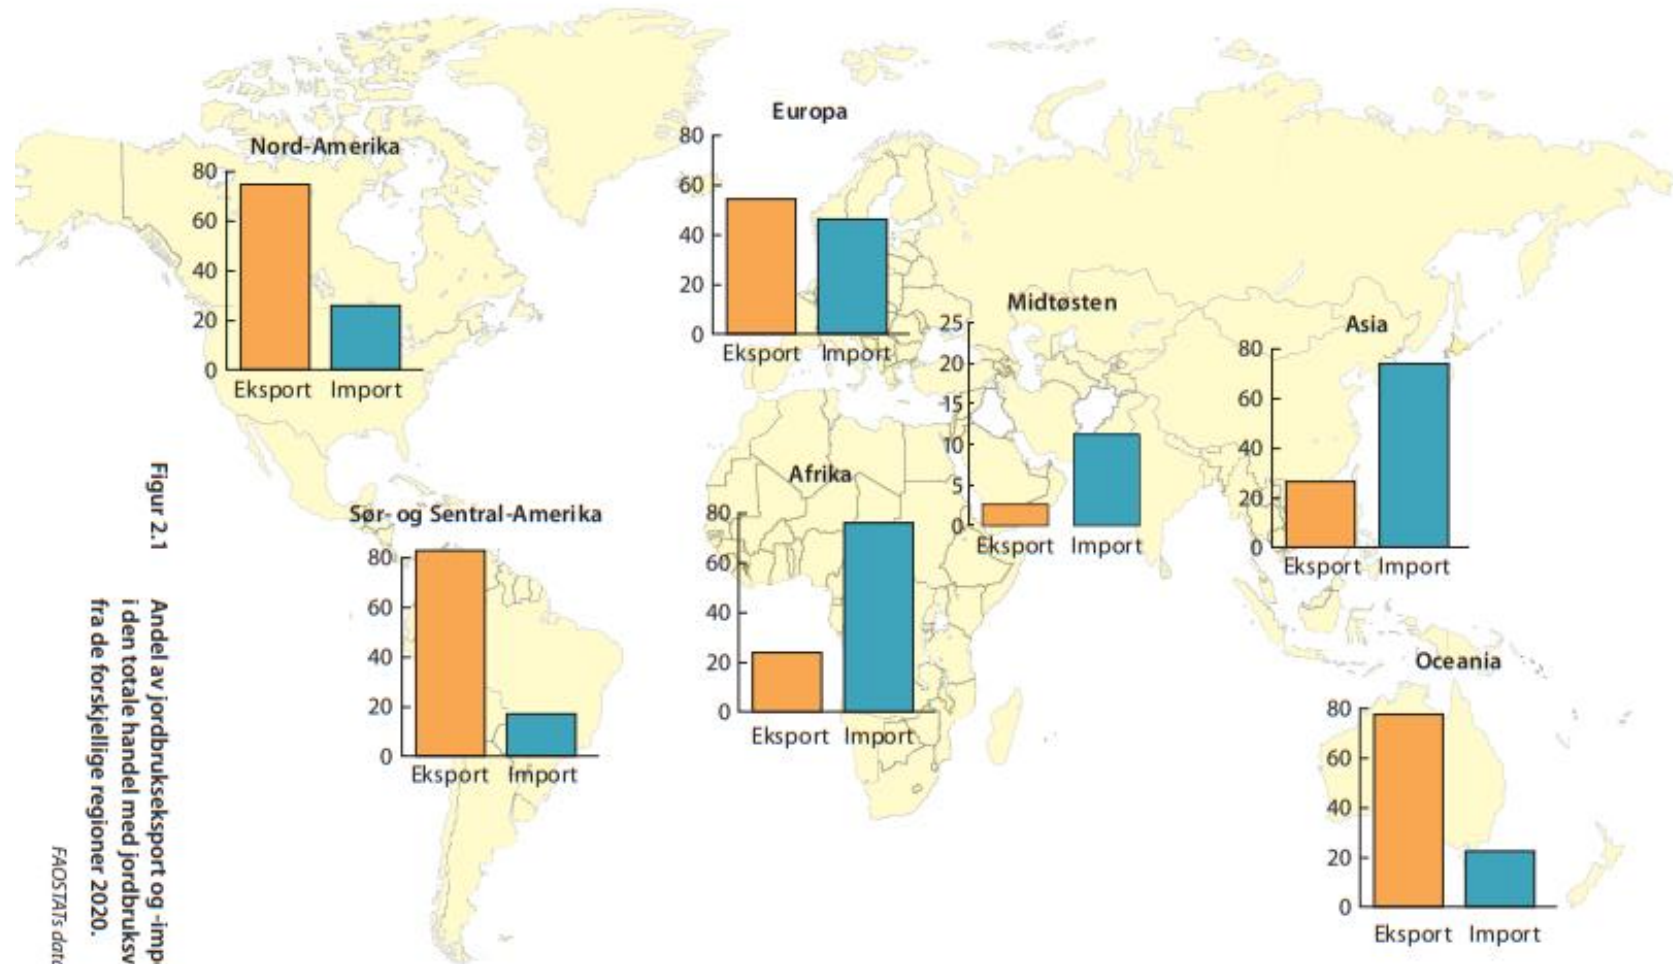 Nord-Amerika
80
60
40
20
0
Eksport Import
Europa
80
60
40
20
0
Eksport Import
Midtøsten
25
20
15
10
5
0
Eksport Import
Asia
80
60
40
20
0
Eksport Import
Sør- og Sentral-Amerika
80
60
40
20
0
Eksport Import
Afrika
80
60
40
20
0
Eksport Import
Oceania
80
60
40
20
0
Eksport Import
Figur 2.1 Andel av jordbrukseksport og -imp
i den totale handel med jordbruksv
fra de forskjellige regioner 2020.
FAOSTATs data